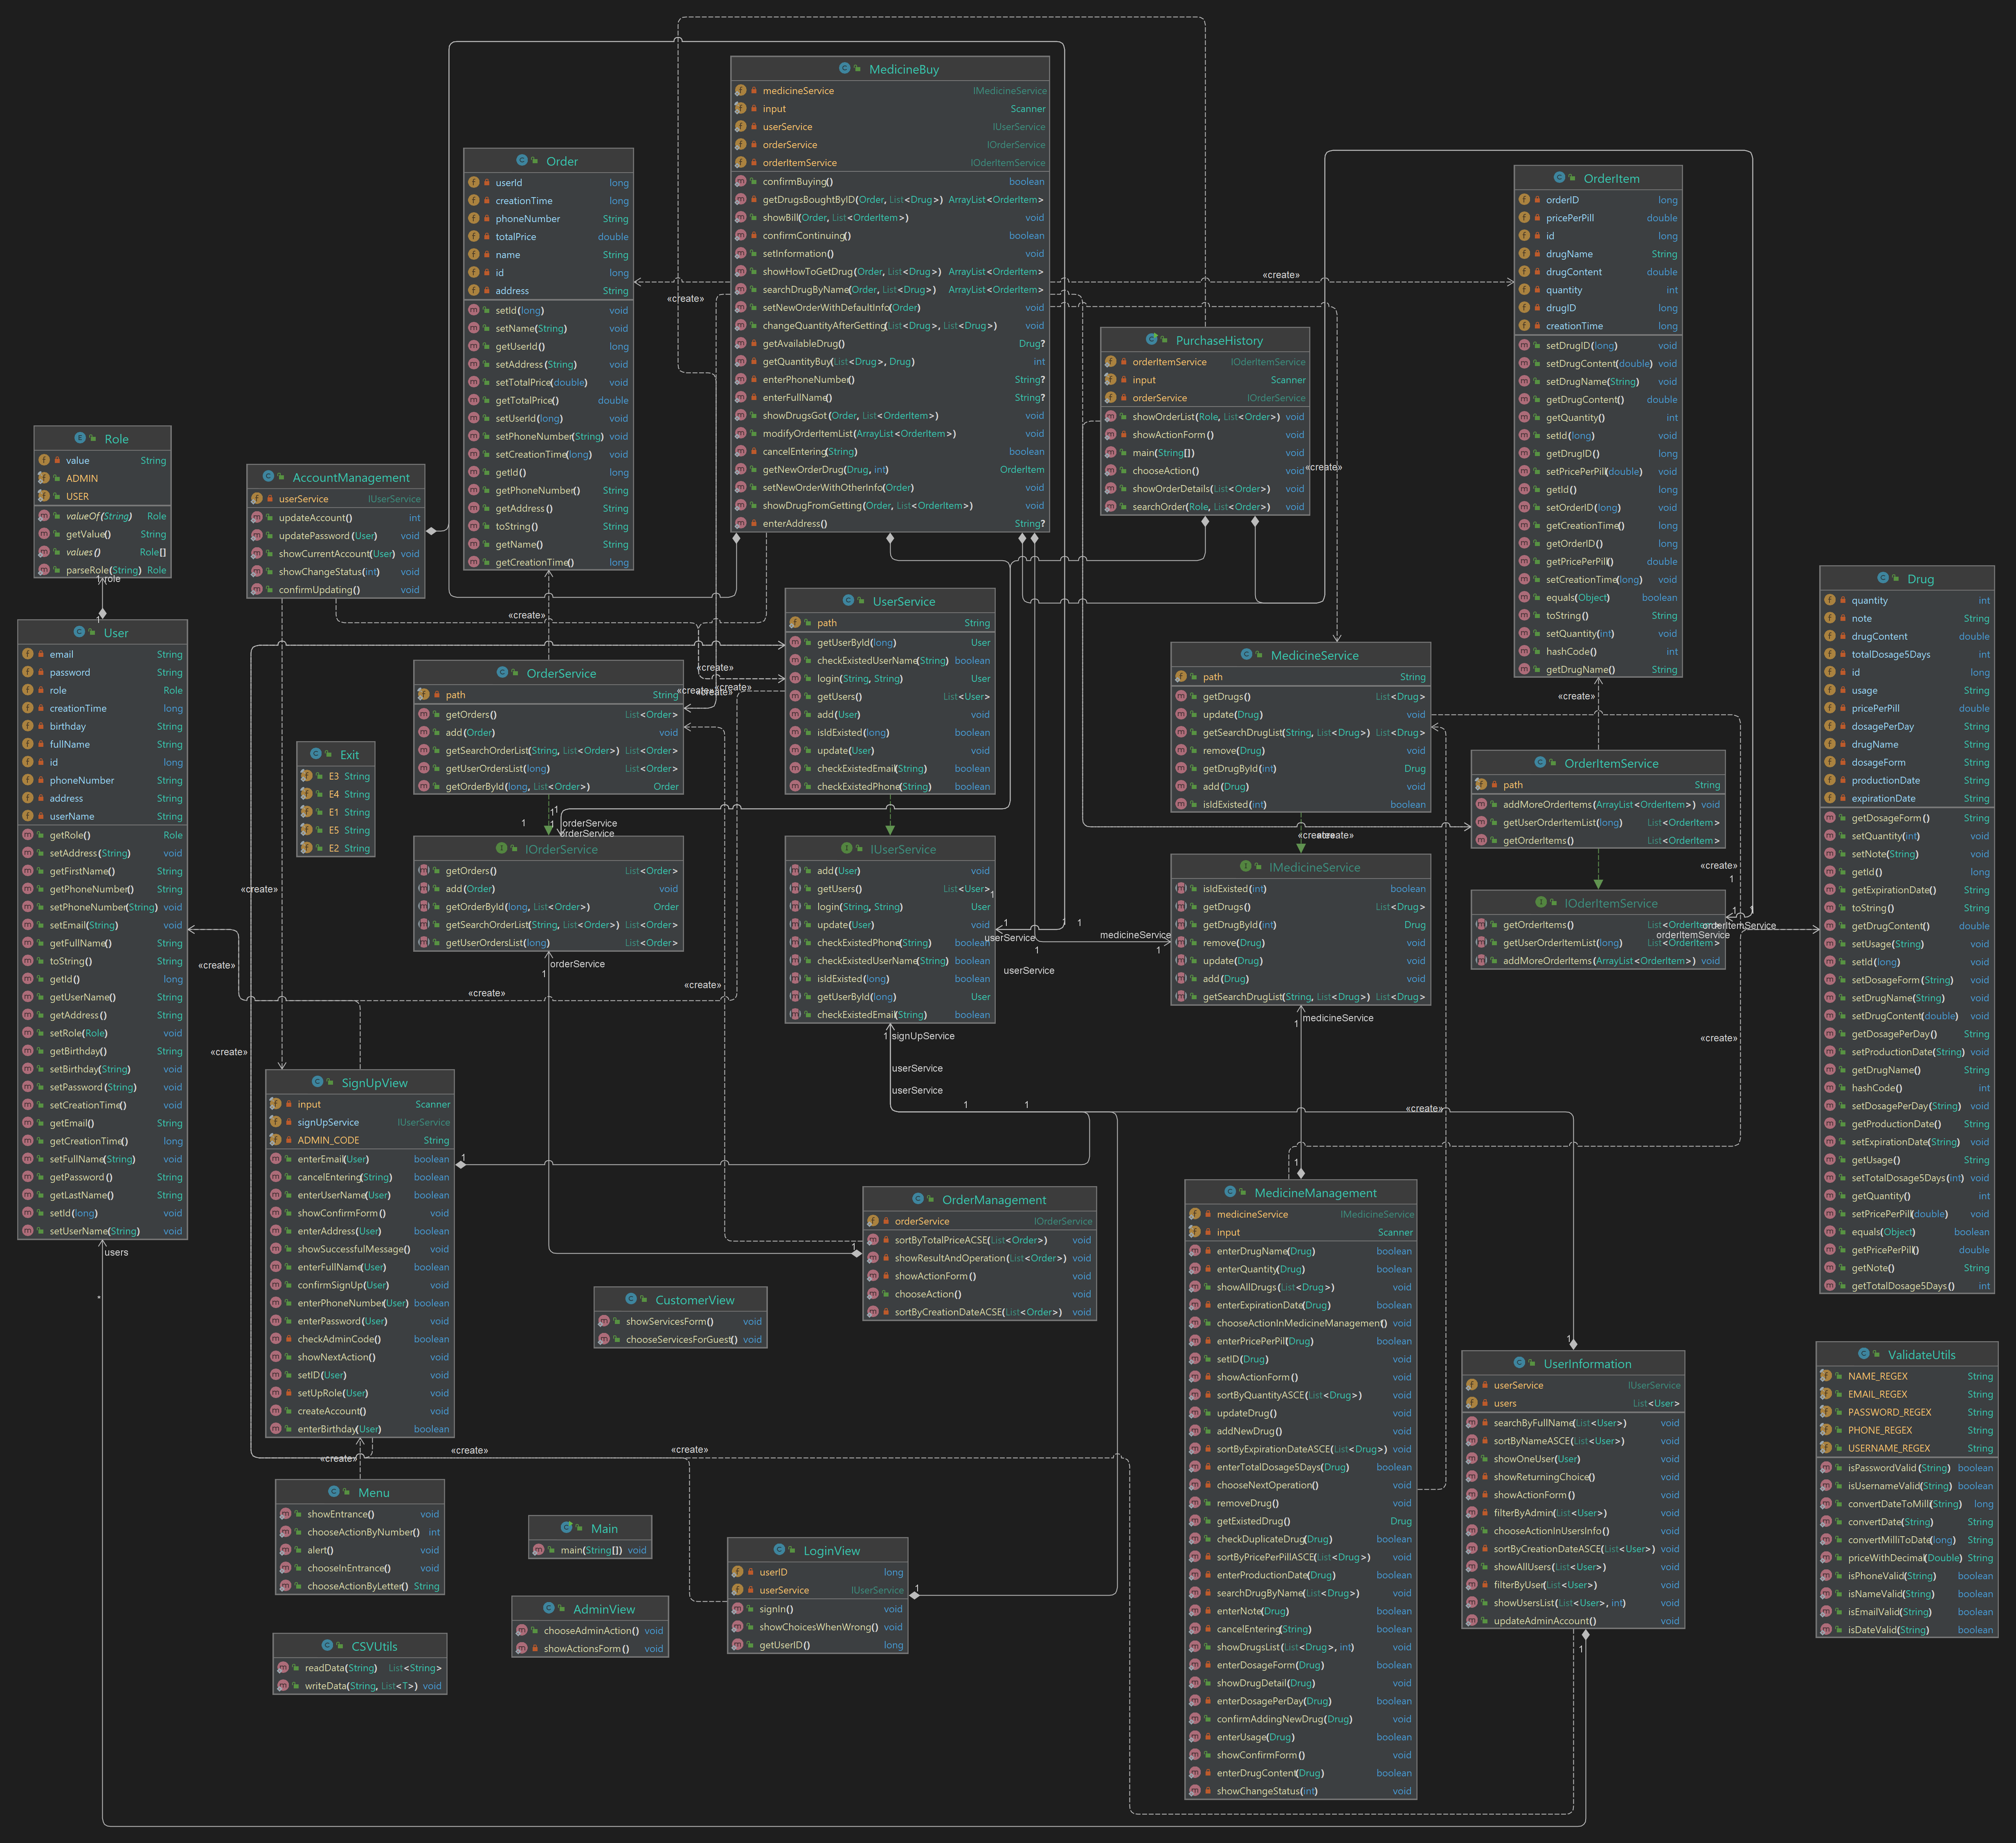 MedicineBuy
medicineService IMedicineService
input Scanner
userService IUserService
orderService IOrderService
orderItemService IOderItemService
confirmBuying() boolean
getDrugsBoughtByID(Order, List<Drug>) ArrayList<OrderItem>
showBill(Order, List<OrderItem>) void
confirmContinuing() boolean
setInformation() void
showHowToGetDrug(Order, List<Drug>) ArrayList<OrderItem>
searchDrugByName(Order, List<Drug>) ArrayList<OrderItem>
setNewOrderWithDefaultInfo(Order) void
changeQuantityAfterGetting(List<Drug>, List<Drug>) void
getAvailableDrug() Drug?
getQuantityBuy(List<Drug>, Drug) int
enterPhoneNumber() String?
enterFullName() String?
showDrugsGot(Order, List<OrderItem>) void
modifyOrderItemList(ArrayList<OrderItem>) void
cancelEntering(String) boolean
getNewOrderDrug(Drug, int) OrderItem
setNewOrderWithOtherInfo(Order) void
showDrugFromGetting(Order, List<OrderItem>) void
enterAddress() String?
Order
userId long
creationTime long
phoneNumber String
totalPrice double
name String
id long
address String
setId(long) void
setName(String) void
getUserId() long
setAddress(String) void
setTotalPrice(double) void
getTotalPrice() double
setUserId(long) void
setPhoneNumber(String) void
setCreationTime(long) void
getId() long
getPhoneNumber() String
getAddress() String
toString() String
getName() String
getCreationTime() long
OrderItem
orderID long
pricePerPill double
id long
drugName String
drugContent double
quantity int
drugID long
creationTime long
setDrugID(long) void
setDrugContent(double) void
setDrugName(String) void
getDrugContent() double
getQuantity() int
setId(long) void
getDrugID() long
setPricePerPill(double) void
getId() long
setOrderID(long) void
getCreationTime() long
getOrderID() long
getPricePerPill() double
setCreationTime(long) void
equals(Object) boolean
toString() String
setQuantity(int) void
hashCode() int
getDrugName() String
«create»
«create»
PurchaseHistory
orderItemService IOderItemService
input Scanner
orderService IOrderService
showOrderList(Role, List<Order>) void
showActionForm() void
main(String[]) void
chooseAction() void
showOrderDetails(List<Order>) void
searchOrder(Role, List<Order>) void
«create»
Role
value String
ADMIN
USER
valueOf(String) Role
getValue() String
values() Role[]
parseRole(String) Role
1 role
1
AccountManagement
userService IUserService
updateAccount() int
updatePassword(User) void
showCurrentAccount(User) void
showChangeStatus(int) void
confirmUpdating() void
User
email String
password String
role Role
creationTime long
birthday String
fullName String
id long
phoneNumber String
address String
userName String
getRole() Role
setAddress(String) void
getFirstName() String
getPhoneNumber() String
setPhoneNumber(String) void
setEmail(String) void
getFullName() String
toString() String
getId() long
getUserName() String
getAddress() String
setRole(Role) void
getBirthday() String
setBirthday(String) void
setPassword(String) void
setCreationTime() void
getEmail() String
getCreationTime() long
setFullName(String) void
getPassword() String
getLastName() String
setId(long) void
setUserName(String) void
users
*
Exit
E3 String
E4 String
E1 String
E5 String
E2 String
«create»
OrderService
path String
getOrders() List<Order>
add(Order) void
getSearchOrderList(String, List<Order>) List<Order>
getUserOrdersList(long) List<Order>
getOrderById(long, List<Order>) Order
«create»
«create»
«create»
UserService
path String
getUserById(long) User
checkExistedUserName(String) boolean
login(String, String) User
getUsers() List<User>
add(User) void
isIdExisted(long) boolean
update(User) void
checkExistedEmail(String) boolean
checkExistedPhone(String) boolean
1
1
1
orderService
orderService
IOrderService
getOrders() List<Order>
add(Order) void
getOrderById(long, List<Order>) Order
getSearchOrderList(String, List<Order>) List<Order>
getUserOrdersList(long) List<Order>
orderService
1
IUserService
add(User) void
getUsers() List<User>
login(String, String) User
update(User) void
checkExistedPhone(String) boolean
checkExistedUserName(String) boolean
isIdExisted(long) boolean
getUserById(long) User
checkExistedEmail(String) boolean
1
1
1
1
userService
userService
1
medicineService
1
1 signUpService
userService
userService
1
1
MedicineService
path String
getDrugs() List<Drug>
update(Drug) void
getSearchDrugList(String, List<Drug>) List<Drug>
remove(Drug) void
getDrugById(int) Drug
add(Drug) void
isIdExisted(int) boolean
«create»
«create»
IMedicineService
isIdExisted(int) boolean
getDrugs() List<Drug>
getDrugById(int) Drug
remove(Drug) void
update(Drug) void
add(Drug) void
getSearchDrugList(String, List<Drug>) List<Drug>
medicineService
1
«create»
OrderItemService
path String
addMoreOrderItems(ArrayList<OrderItem>) void
getUserOrderItemList(long) List<OrderItem>
getOrderItems() List<OrderItem>
«create»
1
IOderItemService
getOrderItems() List<OrderItem>
getUserOrderItemList(long) List<OrderItem>
addMoreOrderItems(ArrayList<OrderItem>) void
1
1
orderItemService
orderItemService
Drug
quantity int
note String
drugContent double
totalDosage5Days int
id long
usage String
pricePerPill double
dosagePerDay String
drugName String
dosageForm String
productionDate String
expirationDate String
getDosageForm() String
setQuantity(int) void
setNote(String) void
getId() long
getExpirationDate() String
toString() String
getDrugContent() double
setUsage(String) void
setId(long) void
setDosageForm(String) void
setDrugName(String) void
setDrugContent(double) void
getDosagePerDay() String
setProductionDate(String) void
getDrugName() String
hashCode() int
setDosagePerDay(String) void
getProductionDate() String
setExpirationDate(String) void
getUsage() String
setTotalDosage5Days(int) void
getQuantity() int
setPricePerPill(double) void
equals(Object) boolean
getPricePerPill() double
getNote() String
getTotalDosage5Days() int
«create»
«create»
«create»
«create»
«create»
«create»
«create»
SignUpView
input Scanner
signUpService IUserService
ADMIN_CODE String
enterEmail(User) boolean
cancelEntering(String) boolean
enterUserName(User) boolean
showConfirmForm() void
enterAddress(User) boolean
showSuccessfulMessage() void
enterFullName(User) boolean
confirmSignUp(User) void
enterPhoneNumber(User) boolean
enterPassword(User) void
checkAdminCode() boolean
showNextAction() void
setID(User) void
setUpRole(User) void
createAccount() void
enterBirthday(User) boolean
1
«create»
«create»
«create»
Menu
showEntrance() void
chooseActionByNumber() int
alert() void
chooseInEntrance() void
chooseActionByLetter() String
CSVUtils
readData(String) List<String>
writeData(String, List<T>) void
OrderManagement
orderService IOrderService
sortByTotalPriceACSE(List<Order>) void
showResultAndOperation(List<Order>) void
showActionForm() void
chooseAction() void
sortByCreationDateACSE(List<Order>) void
1
CustomerView
showServicesForm() void
chooseServicesForGuest() void
Main
main(String[]) void
AdminView
chooseAdminAction() void
showActionsForm() void
LoginView
userID long
userService IUserService
signIn() void
showChoicesWhenWrong() void
getUserID() long
1
1
MedicineManagement
medicineService IMedicineService
input Scanner
enterDrugName(Drug) boolean
enterQuantity(Drug) boolean
showAllDrugs(List<Drug>) void
enterExpirationDate(Drug) boolean
chooseActionInMedicineManagement() void
enterPricePerPill(Drug) boolean
setID(Drug) void
showActionForm() void
sortByQuantityASCE(List<Drug>) void
updateDrug() void
addNewDrug() void
sortByExpirationDateASCE(List<Drug>) void
enterTotalDosage5Days(Drug) boolean
chooseNextOperation() void
removeDrug() void
getExistedDrug() Drug
checkDuplicateDrug(Drug) boolean
sortByPricePerPillASCE(List<Drug>) void
enterProductionDate(Drug) boolean
searchDrugByName(List<Drug>) void
enterNote(Drug) boolean
cancelEntering(String) boolean
showDrugsList(List<Drug>, int) void
enterDosageForm(Drug) boolean
showDrugDetail(Drug) void
enterDosagePerDay(Drug) boolean
confirmAddingNewDrug(Drug) void
enterUsage(Drug) boolean
showConfirmForm() void
enterDrugContent(Drug) boolean
showChangeStatus(int) void
1
UserInformation
userService IUserService
users List<User>
searchByFullName(List<User>) void
sortByNameASCE(List<User>) void
showOneUser(User) void
showReturningChoice() void
showActionForm() void
filterByAdmin(List<User>) void
chooseActionInUsersInfo() void
sortByCreationDateASCE(List<User>) void
showAllUsers(List<User>) void
filterByUser(List<User>) void
showUsersList(List<User>, int) void
updateAdminAccount() void
1
ValidateUtils
NAME_REGEX String
EMAIL_REGEX String
PASSWORD_REGEX String
PHONE_REGEX String
USERNAME_REGEX String
isPasswordValid(String) boolean
isUsernameValid(String) boolean
convertDateToMilli(String) long
convertDate(String) String
convertMilliToDate(long) String
priceWithDecimal(Double) String
isPhoneValid(String) boolean
isNameValid(String) boolean
isEmailValid(String) boolean
isDateValid(String) boolean